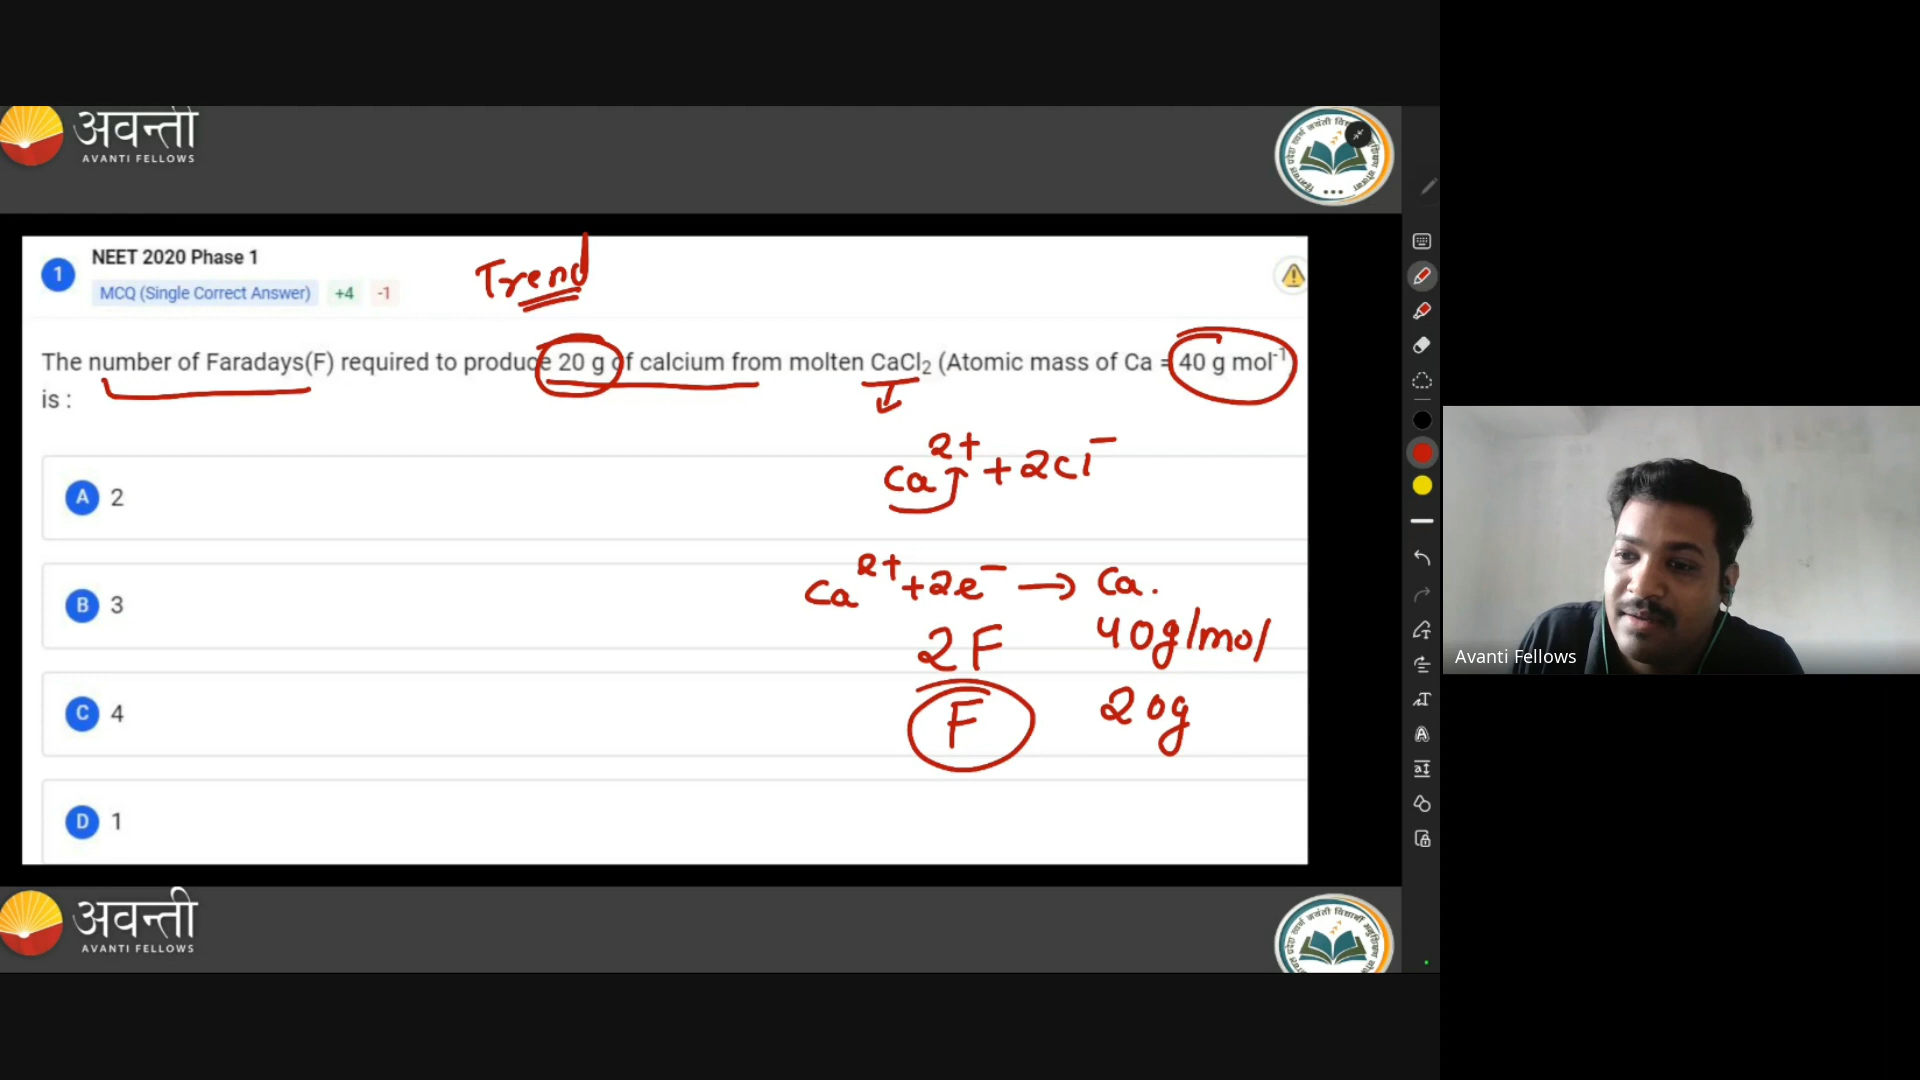 अवन्ती
AVANTI FELLOWS
1
NEET 2020 Phase 1
MCQ (Single Correct Answer) +4 -1
Trend
The number of Faradays(F) required to produce 20 g of calcium from molten CaCl₂ (Atomic mass of Ca = 40 g mol⁻¹
is :
Ca²⁺ + 2Cl⁻
A 2
Ca²⁺ + 2e⁻ → Ca.
B 3
2F 40g/mol
C 4
F 20g
D 1
Avanti Fellows
अवन्ती
AVANTI FELLOWS